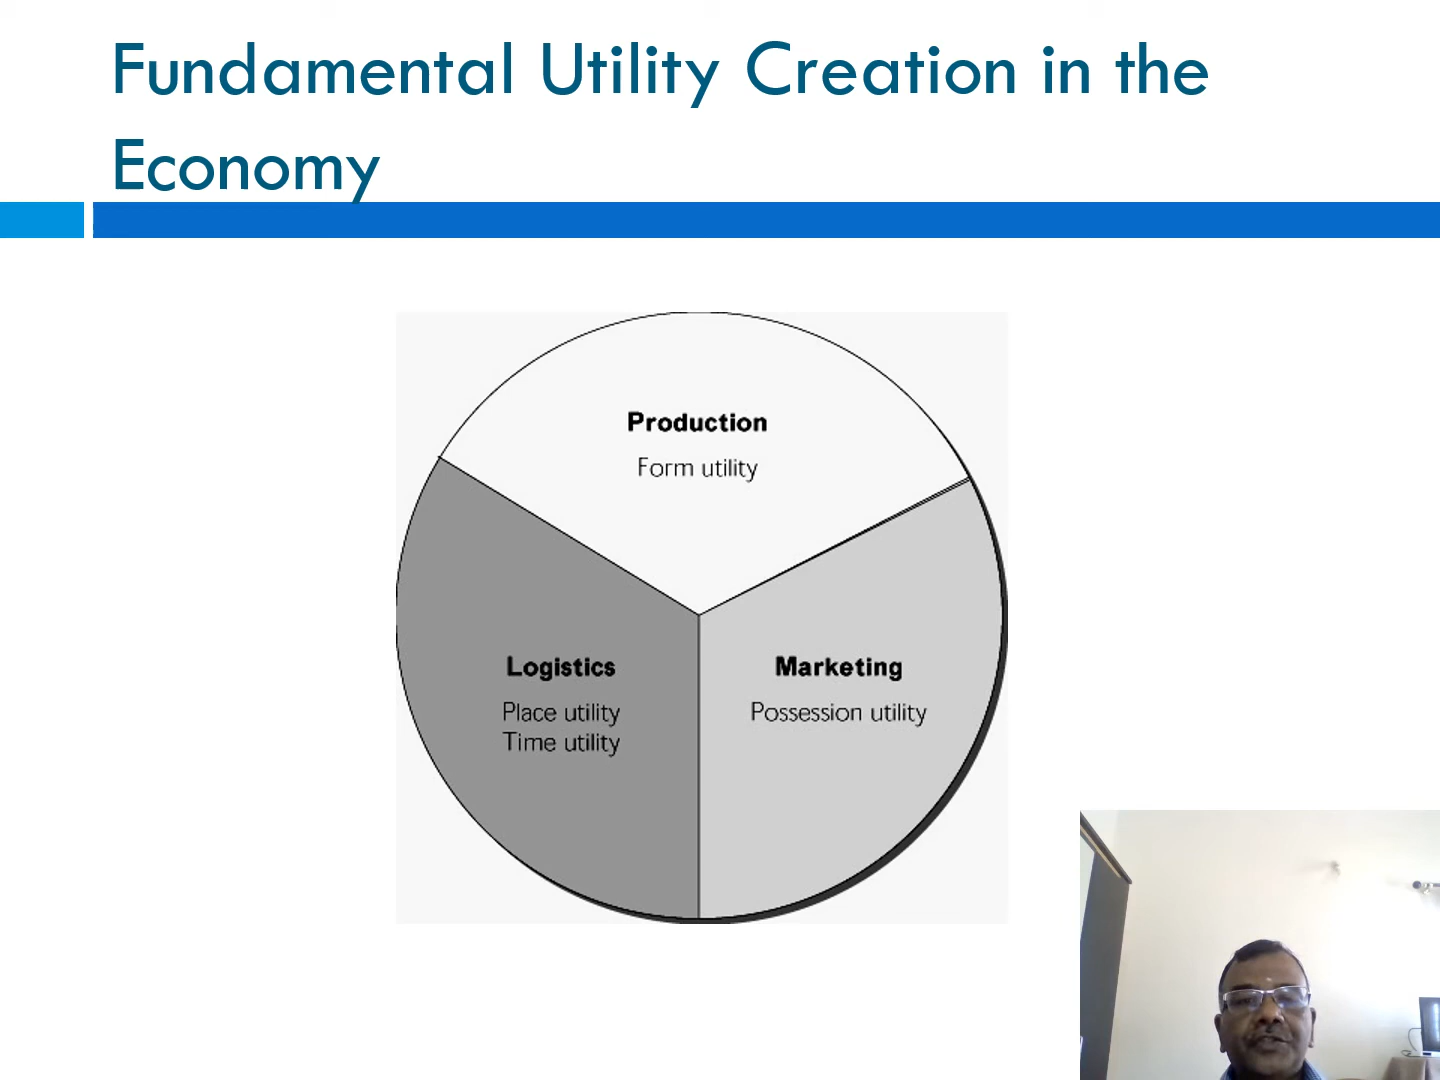 Fundamental Utility Creation in the
Economy
Production
Form utility
Logistics
Place utility
Time utility
Marketing
Possession utility